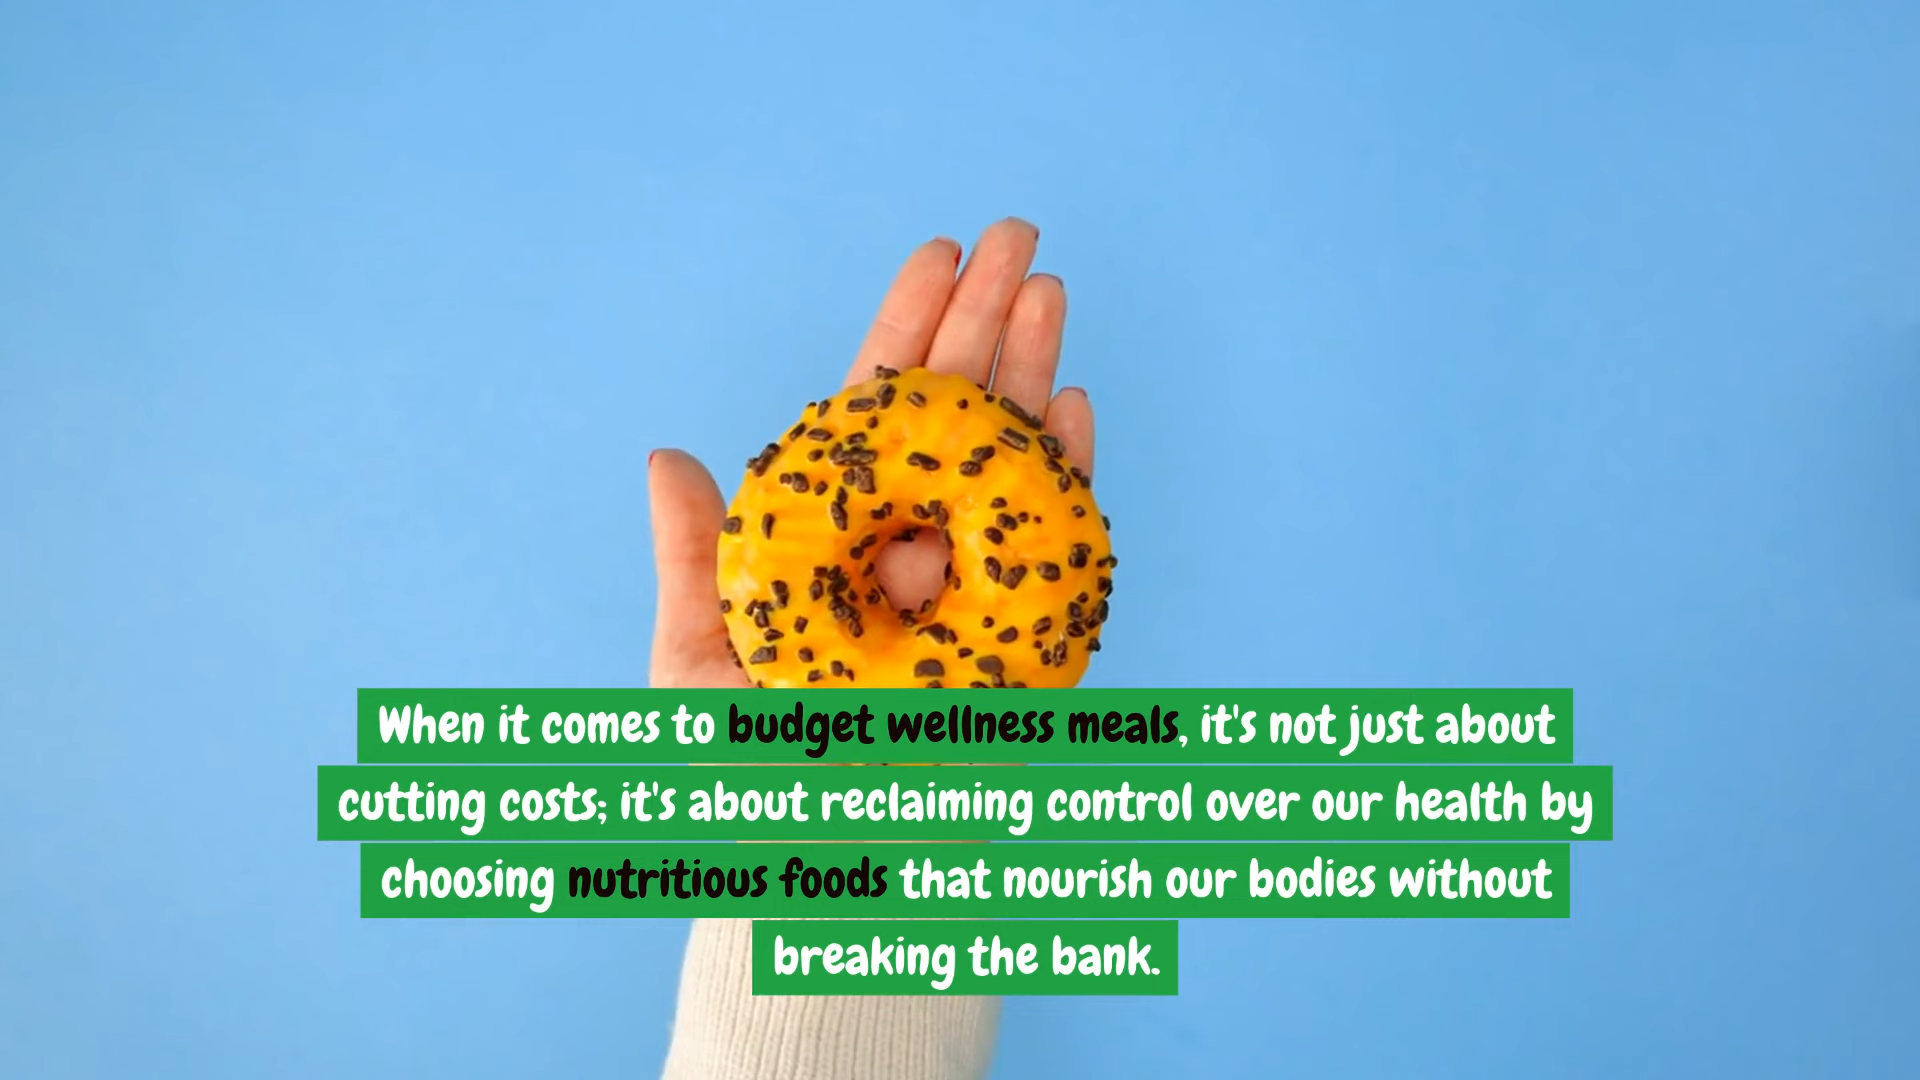 When it comes to budget wellness meals, it's not just about
cutting costs; it's about reclaiming control over our health by
choosing nutritious foods that nourish our bodies without
breaking the bank.